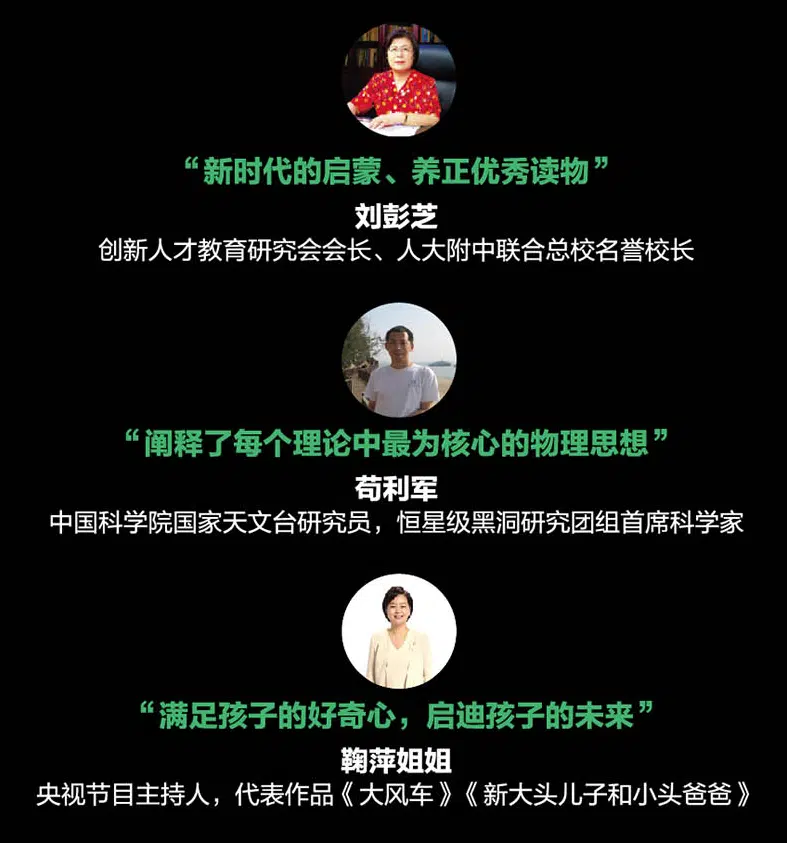 “新时代的启蒙、养正优秀读物”
刘彭芝
创新人才教育研究会会长、人大附中联合总校名誉校长
“阐释了每个理论中最为核心的物理思想”
苟利军
中国科学院国家天文台研究员，恒星级黑洞研究团组首席科学家
“满足孩子的好奇心，启迪孩子的未来”
鞠萍姐姐
央视节目主持人，代表作品《大风车》《新大头儿子和小头爸爸》